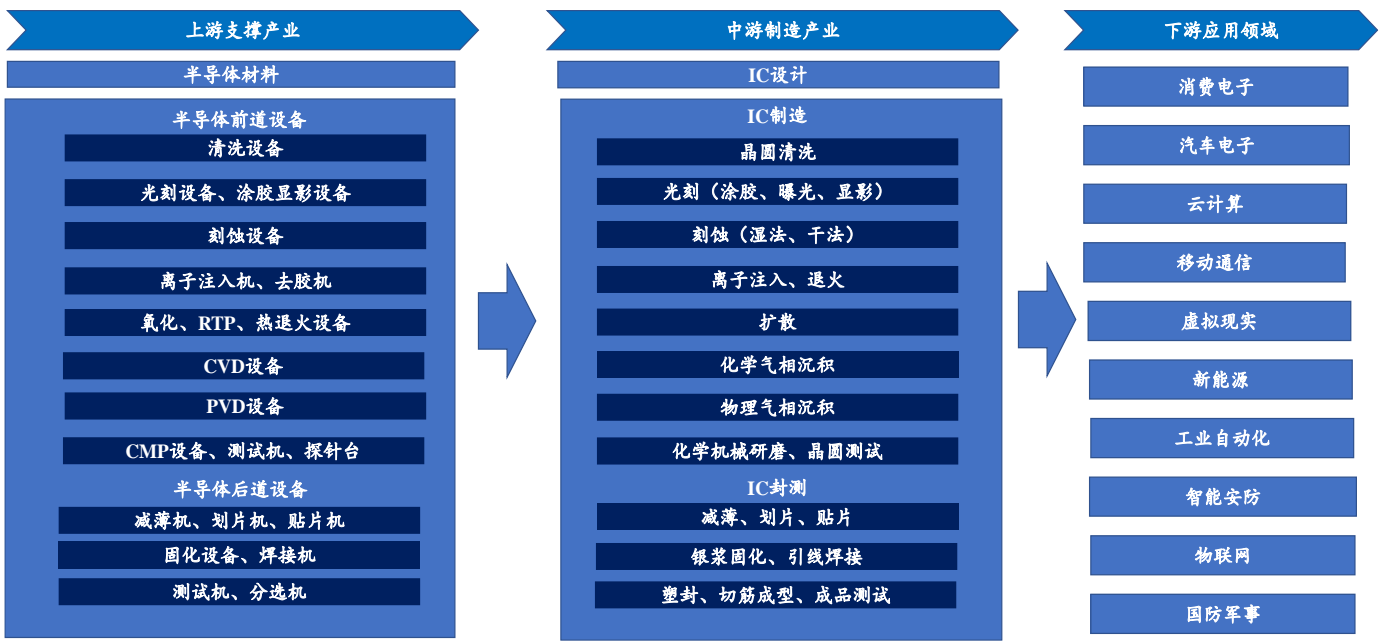 上游支撑产业
半导体材料
半导体前道设备
清洗设备
光刻设备、涂胶显影设备
刻蚀设备
离子注入机、去胶机
氧化、RTP、热退火设备
CVD设备
PVD设备
CMP设备、测试机、探针台
半导体后道设备
减薄机、划片机、贴片机
固化设备、焊接机
测试机、分选机
中游制造产业
IC设计
IC制造
晶圆清洗
光刻（涂胶、曝光、显影）
刻蚀（湿法、干法）
离子注入、退火
扩散
化学气相沉积
物理气相沉积
化学机械研磨、晶圆测试
IC封测
减薄、划片、贴片
银浆固化、引线焊接
塑封、切筋成型、成品测试
下游应用领域
消费电子
汽车电子
云计算
移动通信
虚拟现实
新能源
工业自动化
智能安防
物联网
国防军事